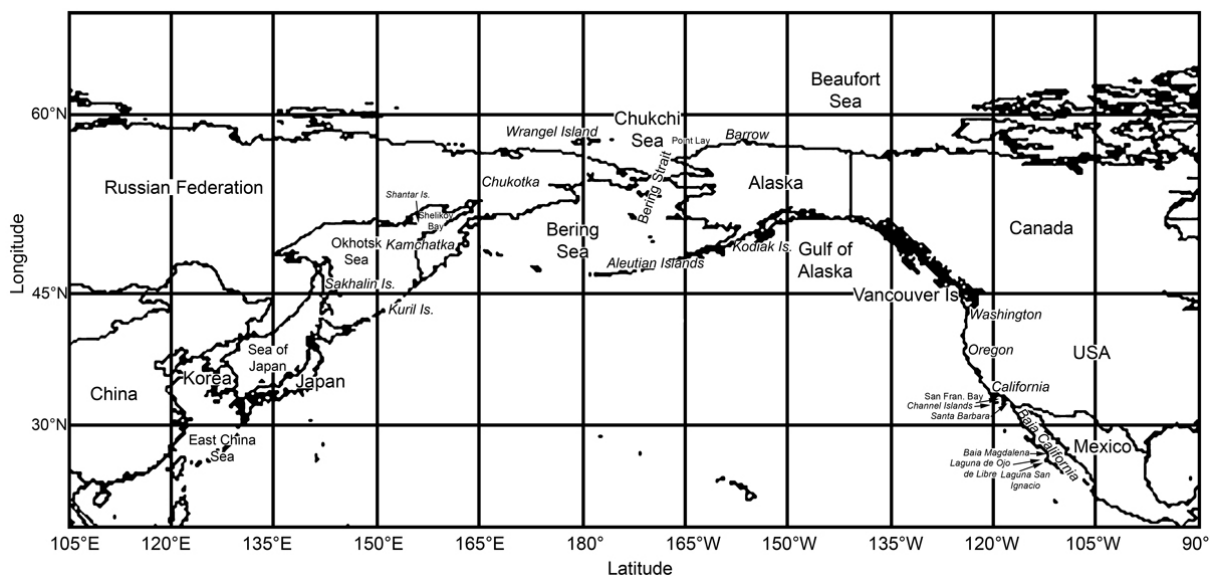 Beaufort
Sea
60°N
Chukchi
Sea
Wrangel Island
Point Lay
Barrow
Russian Federation
Chukotka
Bering Strait
Alaska
Canada
Shantar Is.
Shelikov
Bay
Okhotsk
Sea
Kamchatka
Bering
Sea
Kodiak Is.
Gulf of
Alaska
Aleutian Islands
Longitude
45°N
Sakhalin Is.
Kuril Is.
Vancouver Is
Washington
Oregon
USA
Sea of
Japan
Korea
Japan
China
California
San Fran. Bay
Channel Islands
Santa Barbara
30°N
East China
Sea
Baja California
Mexico
Baia Magdalena
Laguna de Ojo
de Libre
Laguna San
Ignacio
105°E 120°E 135°E 150°E 165°E 180° 165°W 150°W 135°W 120°W 105°W 90°
Latitude